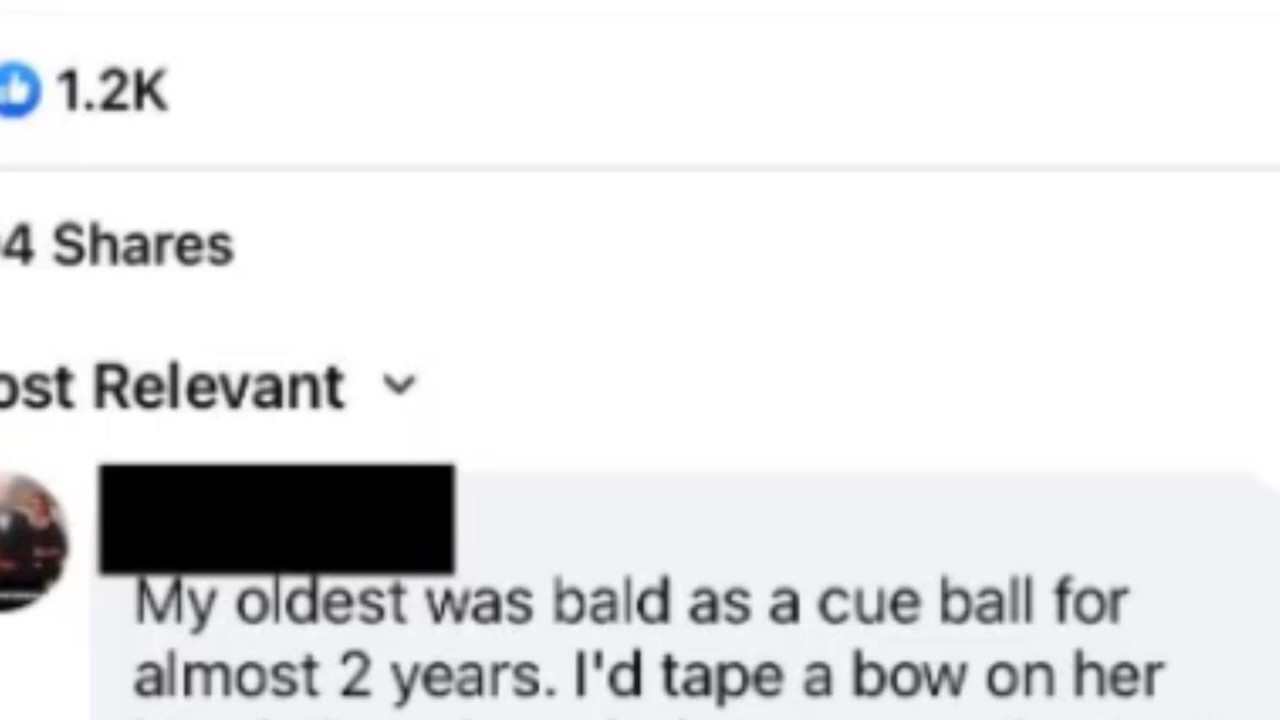 1.2K
4 Shares
Relevant
My oldest was bald as a cue ball for
almost 2 years. I'd tape a bow on her